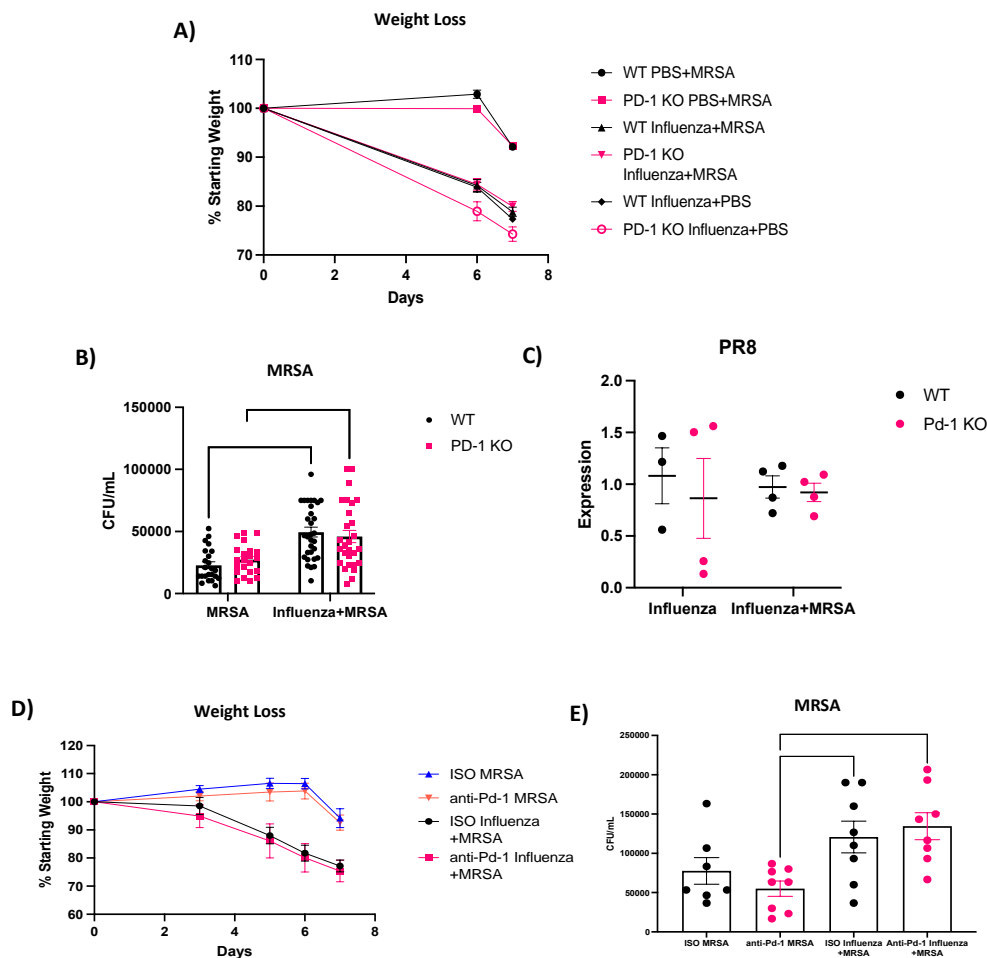 A)
Weight Loss
110
100
90
80
70
% Starting Weight
0
2
4
6
8
Days
WT PBS+MRSA
PD-1 KO PBS+MRSA
WT Influenza+MRSA
PD-1 KO
Influenza+MRSA
WT Influenza+PBS
PD-1 KO Influenza+PBS
B)
MRSA
150000
100000
50000
0
CFU/mL
MRSA
Influenza+MRSA
WT
PD-1 KO
C)
PR8
2.0
1.5
1.0
0.5
0.0
Expression
Influenza
Influenza+MRSA
WT
Pd-1 KO
D)
Weight Loss
120
110
100
90
80
70
60
% Starting Weight
0
2
4
6
8
Days
ISO MRSA
anti-Pd-1 MRSA
ISO Influenza
+MRSA
anti-Pd-1 Influenza
+MRSA
E)
MRSA
250000
200000
150000
100000
50000
0
CFU/mL
ISO MRSA
anti-Pd-1 MRSA
ISO Influenza
+MRSA
Anti-Pd-1 Influenza
+MRSA